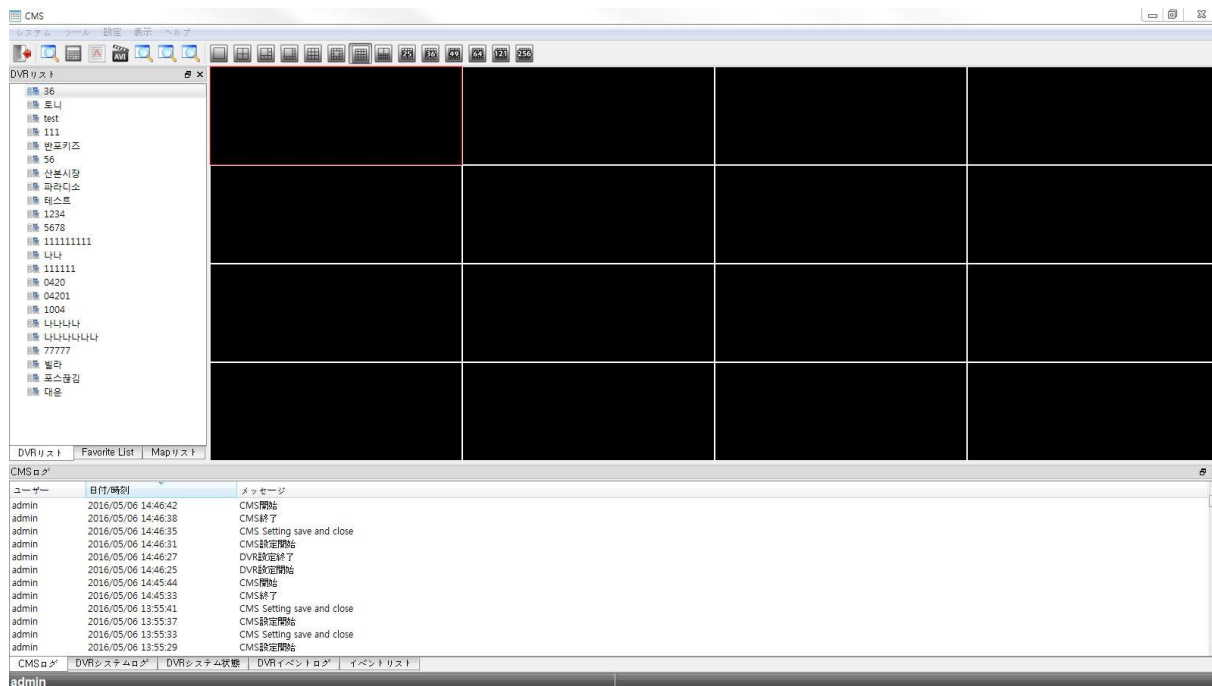 CMS
システム ツール 設定 表示 ヘルプ
AVI 25 36 49 64 121 256
DVRリスト
36
토니
test
111
반포키즈
56
산본시장
파라디소
테스트
1234
5678
111111111
나나
111111
0420
04201
1004
나나나나
나나나나나나
77777
빌라
포스끊김
대운
DVRリスト Favorite List Mapリスト
CMSログ
ユーザー 日付/時刻 メッセージ
admin 2016/05/06 14:46:42 CMS開始
admin 2016/05/06 14:46:38 CMS終了
admin 2016/05/06 14:46:35 CMS Setting save and close
admin 2016/05/06 14:46:31 CMS設定開始
admin 2016/05/06 14:46:27 DVR設定終了
admin 2016/05/06 14:46:25 DVR設定開始
admin 2016/05/06 14:45:44 CMS開始
admin 2016/05/06 14:45:33 CMS終了
admin 2016/05/06 13:55:41 CMS Setting save and close
admin 2016/05/06 13:55:37 CMS設定開始
admin 2016/05/06 13:55:33 CMS Setting save and close
admin 2016/05/06 13:55:29 CMS設定開始
CMSログ DVRシステムログ DVRシステム状態 DVRイベントログ イベントリスト
admin